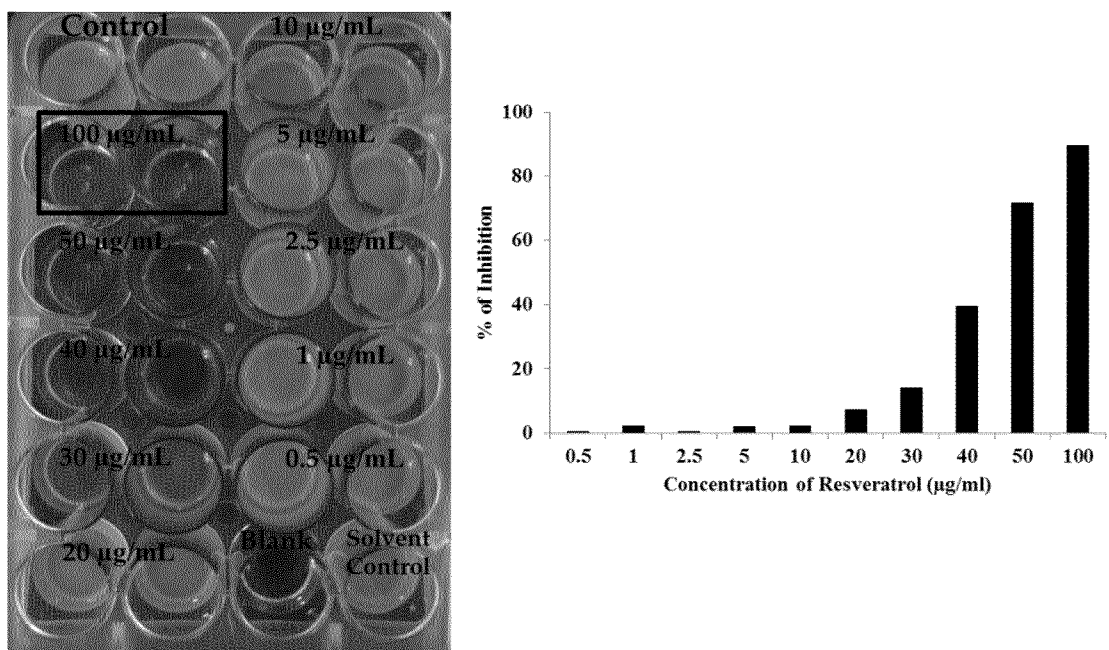 Control
10 µg/mL
100 µg/mL
5 µg/mL
50 µg/mL
2.5 µg/mL
40 µg/mL
1 µg/mL
30 µg/mL
0.5 µg/mL
20 µg/mL
Blank
Solvent
Control
% of Inhibition
100
80
60
40
20
0
0.5 1 2.5 5 10 20 30 40 50 100
Concentration of Resveratrol (µg/ml)